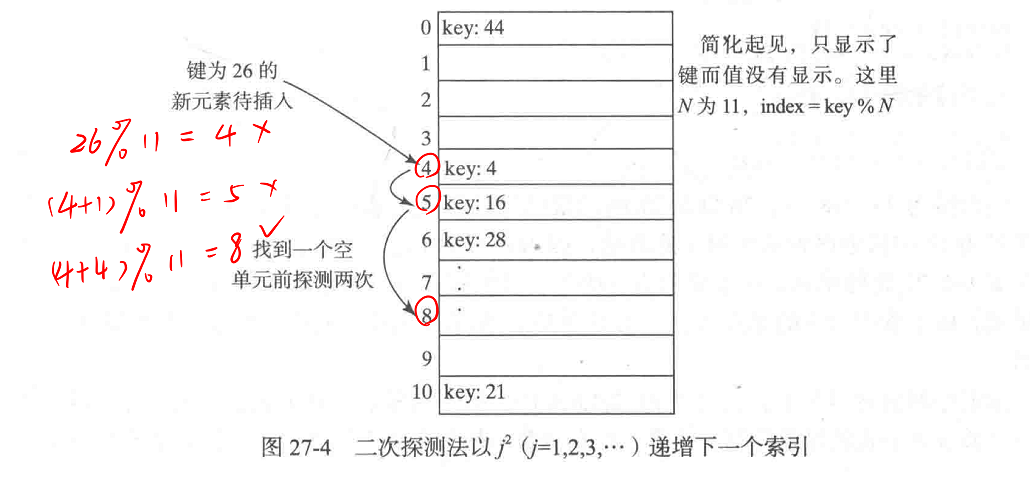 0 key: 44
1
2
3
4 key: 4
5 key: 16
6 key: 28
7
8
9
10 key: 21
键为 26 的
新元素待插入
26 % 11 = 4 ×
(4+1) % 11 = 5 ×
(4+4) % 11 = 8 ✓
找到一个空
单元前探测两次
简化起见，只显示了
键而值没有显示。这里
N 为 11，index = key % N
图 27-4 二次探测法以 j²（j=1,2,3,⋯）递增下一个索引